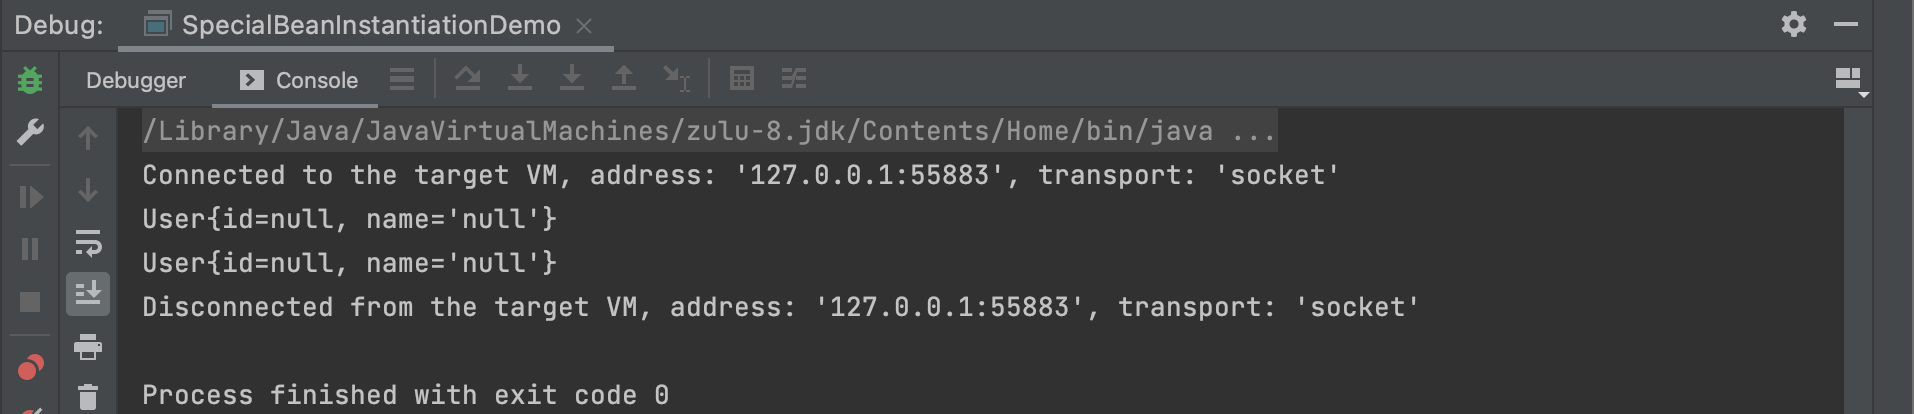 Debug: SpecialBeanInstantiationDemo
Debugger Console
/Library/Java/JavaVirtualMachines/zulu-8.jdk/Contents/Home/bin/java ...
Connected to the target VM, address: '127.0.0.1:55883', transport: 'socket'
User{id=null, name='null'}
User{id=null, name='null'}
Disconnected from the target VM, address: '127.0.0.1:55883', transport: 'socket'
Process finished with exit code 0